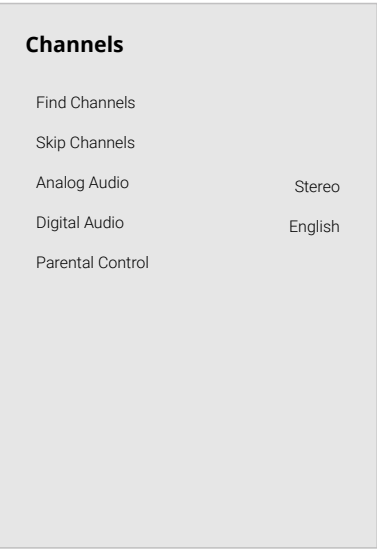 Channels
Find Channels
Skip Channels
Analog Audio Stereo
Digital Audio English
Parental Control